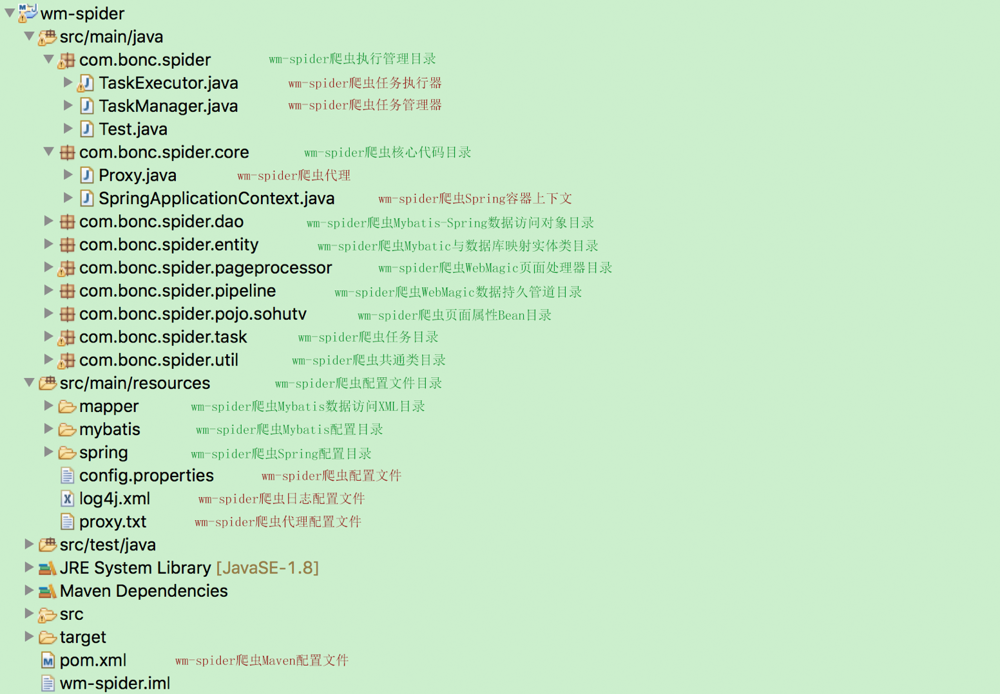 wm-spider
src/main/java
com.bonc.spider wm-spider爬虫执行管理目录
TaskExecutor.java wm-spider爬虫任务执行器
TaskManager.java wm-spider爬虫任务管理器
Test.java
com.bonc.spider.core wm-spider爬虫核心代码目录
Proxy.java wm-spider爬虫代理
SpringApplicationContext.java wm-spider爬虫Spring容器上下文
com.bonc.spider.dao wm-spider爬虫Mybatis-Spring数据访问对象目录
com.bonc.spider.entity wm-spider爬虫Mybatic与数据库映射实体类目录
com.bonc.spider.pageprocessor wm-spider爬虫WebMagic页面处理器目录
com.bonc.spider.pipeline wm-spider爬虫WebMagic数据持久管道目录
com.bonc.spider.pojo.sohutv wm-spider爬虫页面属性Bean目录
com.bonc.spider.task wm-spider爬虫任务目录
com.bonc.spider.util wm-spider爬虫共通类目录
src/main/resources wm-spider爬虫配置文件目录
mapper wm-spider爬虫Mybatis数据访问XML目录
mybatis wm-spider爬虫Mybatis配置目录
spring wm-spider爬虫Spring配置目录
config.properties wm-spider爬虫配置文件
log4j.xml wm-spider爬虫日志配置文件
proxy.txt wm-spider爬虫代理配置文件
src/test/java
JRE System Library [JavaSE-1.8]
Maven Dependencies
src
target
pom.xml wm-spider爬虫Maven配置文件
wm-spider.iml